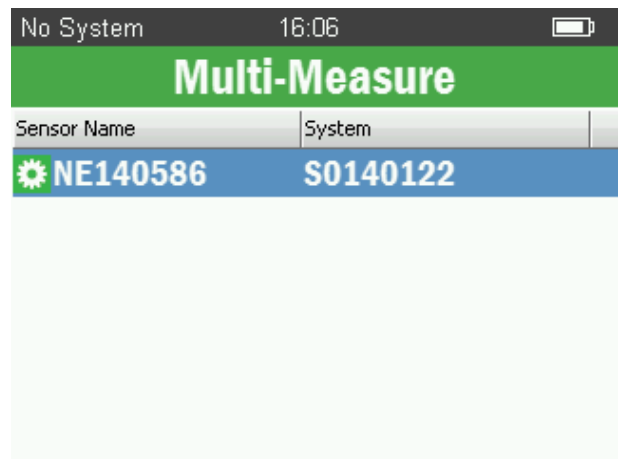 No System 16:06
Multi-Measure
Sensor Name System
NE140586 S0140122